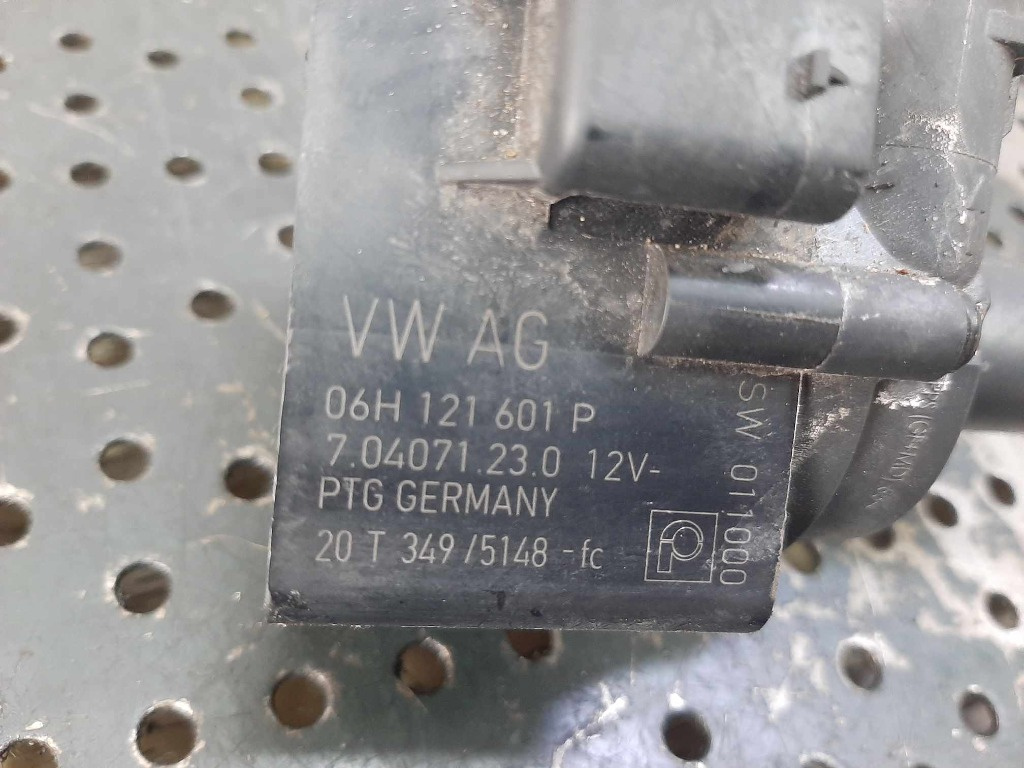 VW AG
06H 121 601 P
7.04071.23.0 12V-
PTG GERMANY
20 T 349 /5148 -fc
SW 011000